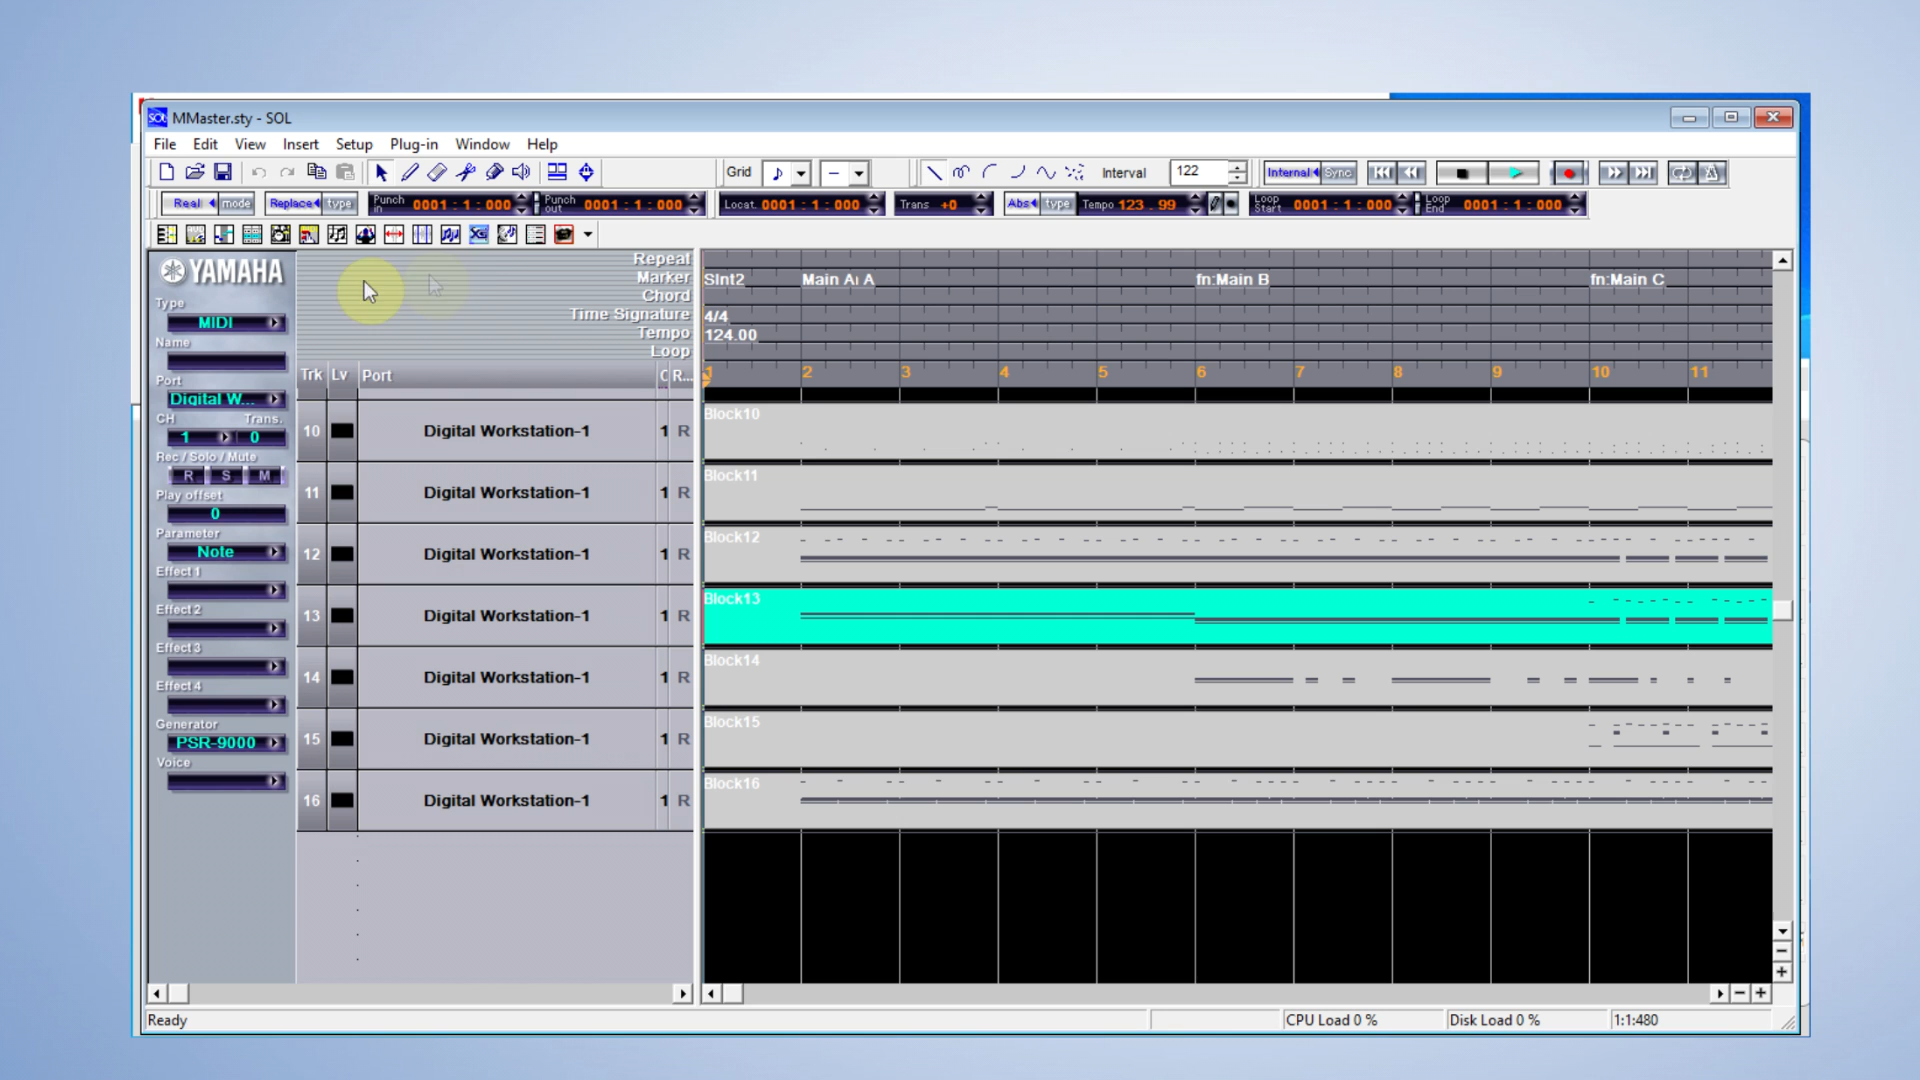 MMaster.sty - SOL
File Edit View Insert Setup Plug-in Window Help
Grid Interval 122 Internal Sync
Real mode Replace type Punch in 0001 : 1 : 000 Punch out 0001 : 1 : 000 Locat. 0001 : 1 : 000 Trans +0 Abs type Tempo 123 . 99 Loop Start 0001 : 1 : 000 Loop End 0001 : 1 : 000
YAMAHA
Type
MIDI
Name
Port
Digital W...
CH Trans.
1 0
Rec / Solo / Mute
R S M
Play offset
0
Parameter
Note
Effect 1
Effect 2
Effect 3
Effect 4
Generator
PSR-9000
Voice
Repeat
Marker
Chord
Time Signature
Tempo
Loop
SInt2 Main A A fn:Main B fn:Main C
4/4
124.00
Trk Lv Port C R...
1 2 3 4 5 6 7 8 9 10 11
10 Digital Workstation-1 1 R Block10
11 Digital Workstation-1 1 R Block11
12 Digital Workstation-1 1 R Block12
13 Digital Workstation-1 1 R Block13
14 Digital Workstation-1 1 R Block14
15 Digital Workstation-1 1 R Block15
16 Digital Workstation-1 1 R Block16
Ready CPU Load 0 % Disk Load 0 % 1:1:480